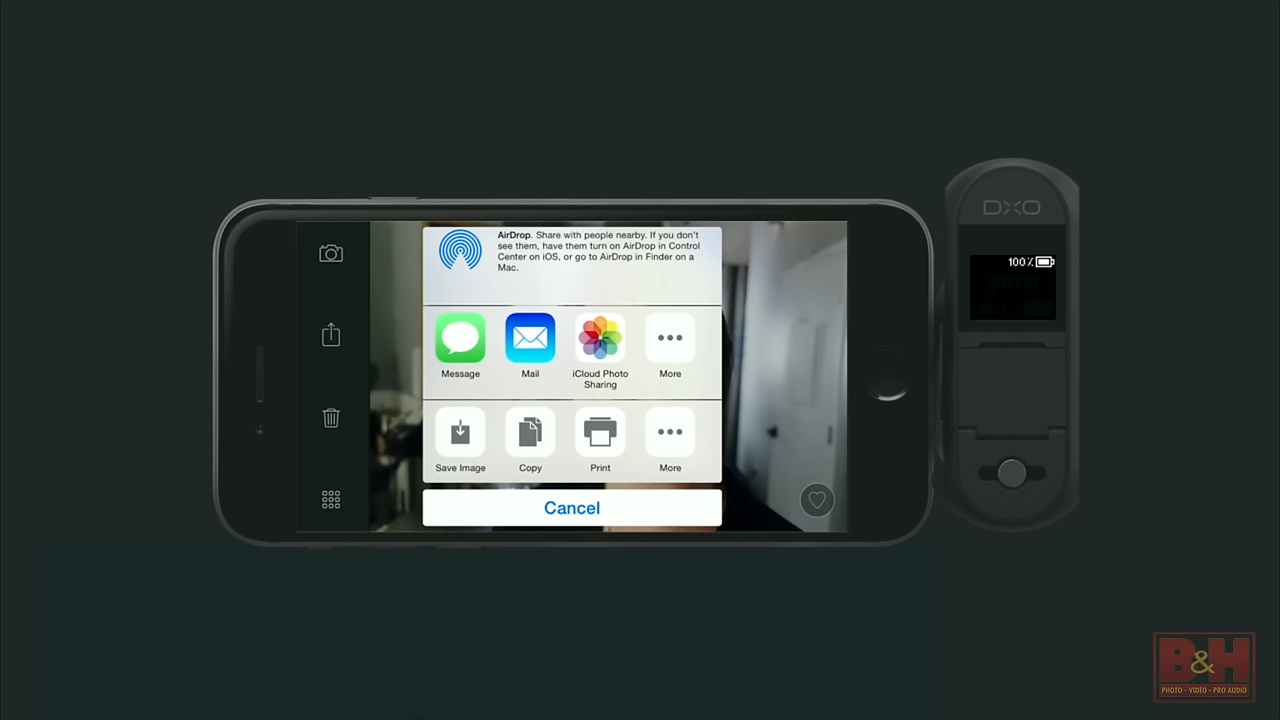 DXO
100%
AirDrop. Share with people nearby. If you don't
see them, have them turn on AirDrop in Control
Center on iOS, or go to AirDrop in Finder on a
Mac.
Message
Mail
iCloud Photo
Sharing
More
Save Image
Copy
Print
More
Cancel
B&H
PHOTO - VIDEO - PRO AUDIO